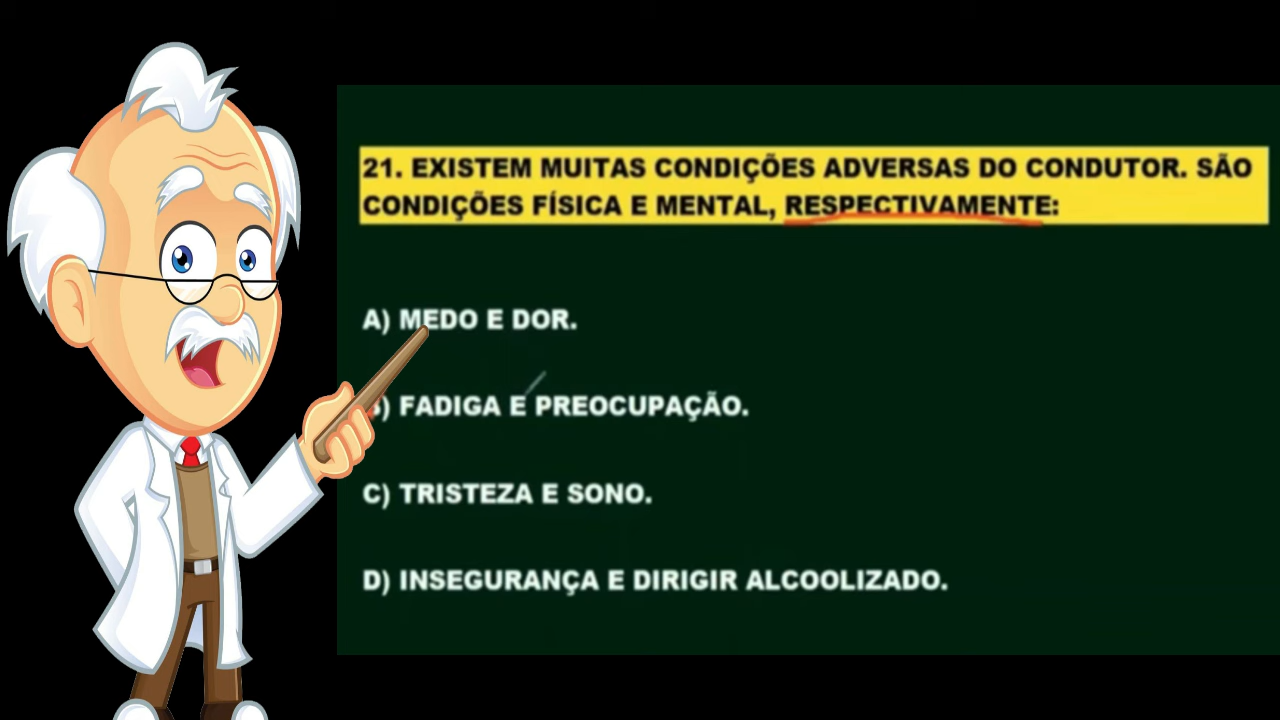 21. EXISTEM MUITAS CONDIÇÕES ADVERSAS DO CONDUTOR. SÃO
CONDIÇÕES FÍSICA E MENTAL, RESPECTIVAMENTE:
A) MEDO E DOR.
B) FADIGA E PREOCUPAÇÃO.
C) TRISTEZA E SONO.
D) INSEGURANÇA E DIRIGIR ALCOOLIZADO.